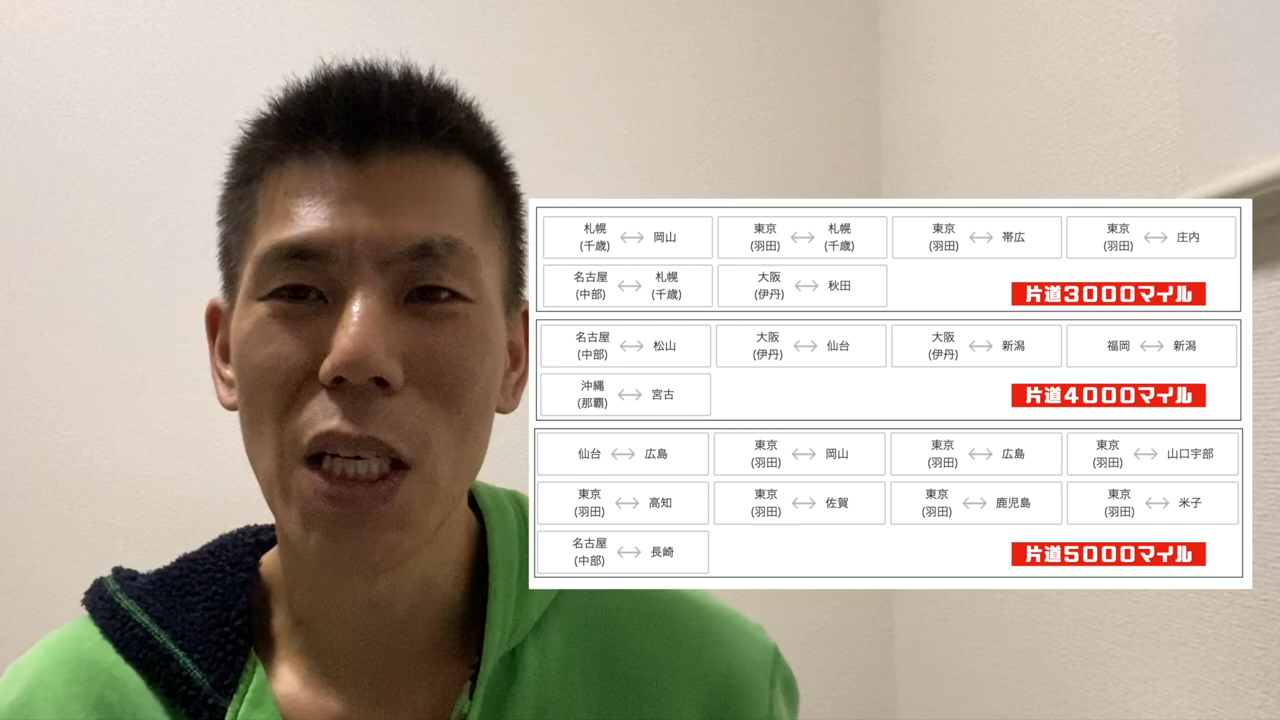 札幌
(千歳) ↔ 岡山
東京
(羽田) ↔ 札幌
(千歳)
東京
(羽田) ↔ 帯広
東京
(羽田) ↔ 庄内
名古屋
(中部) ↔ 札幌
(千歳)
大阪
(伊丹) ↔ 秋田
片道3000マイル
名古屋
(中部) ↔ 松山
大阪
(伊丹) ↔ 仙台
大阪
(伊丹) ↔ 新潟
福岡 ↔ 新潟
沖縄
(那覇) ↔ 宮古
片道4000マイル
仙台 ↔ 広島
東京
(羽田) ↔ 岡山
東京
(羽田) ↔ 広島
東京
(羽田) ↔ 山口宇部
東京
(羽田) ↔ 高知
東京
(羽田) ↔ 佐賀
東京
(羽田) ↔ 鹿児島
東京
(羽田) ↔ 米子
名古屋
(中部) ↔ 長崎
片道5000マイル